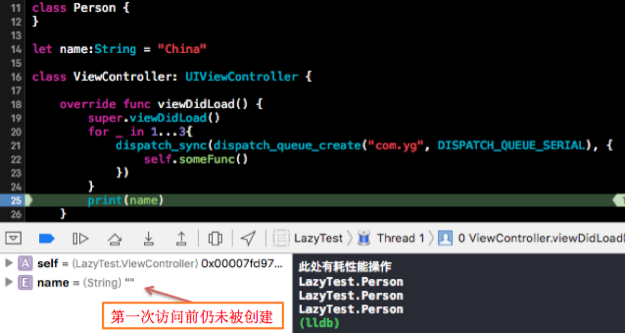 11 class Person {
12 }
13
14 let name:String = "China"
15
16 class ViewController: UIViewController {
17
18 override func viewDidLoad() {
19 super.viewDidLoad()
20 for _ in 1...3{
21 dispatch_sync(dispatch_queue_create("com.yg", DISPATCH_QUEUE_SERIAL), {
22 self.someFunc()
23 })
24 }
25 print(name)
26 }
LazyTest Thread 1 0 ViewController.viewDidLoad
A self = (LazyTest.ViewController) 0x00007fd97...
E name = (String) ""
第一次访问前仍未被创建
此处有耗性能操作
LazyTest.Person
LazyTest.Person
LazyTest.Person
(lldb)